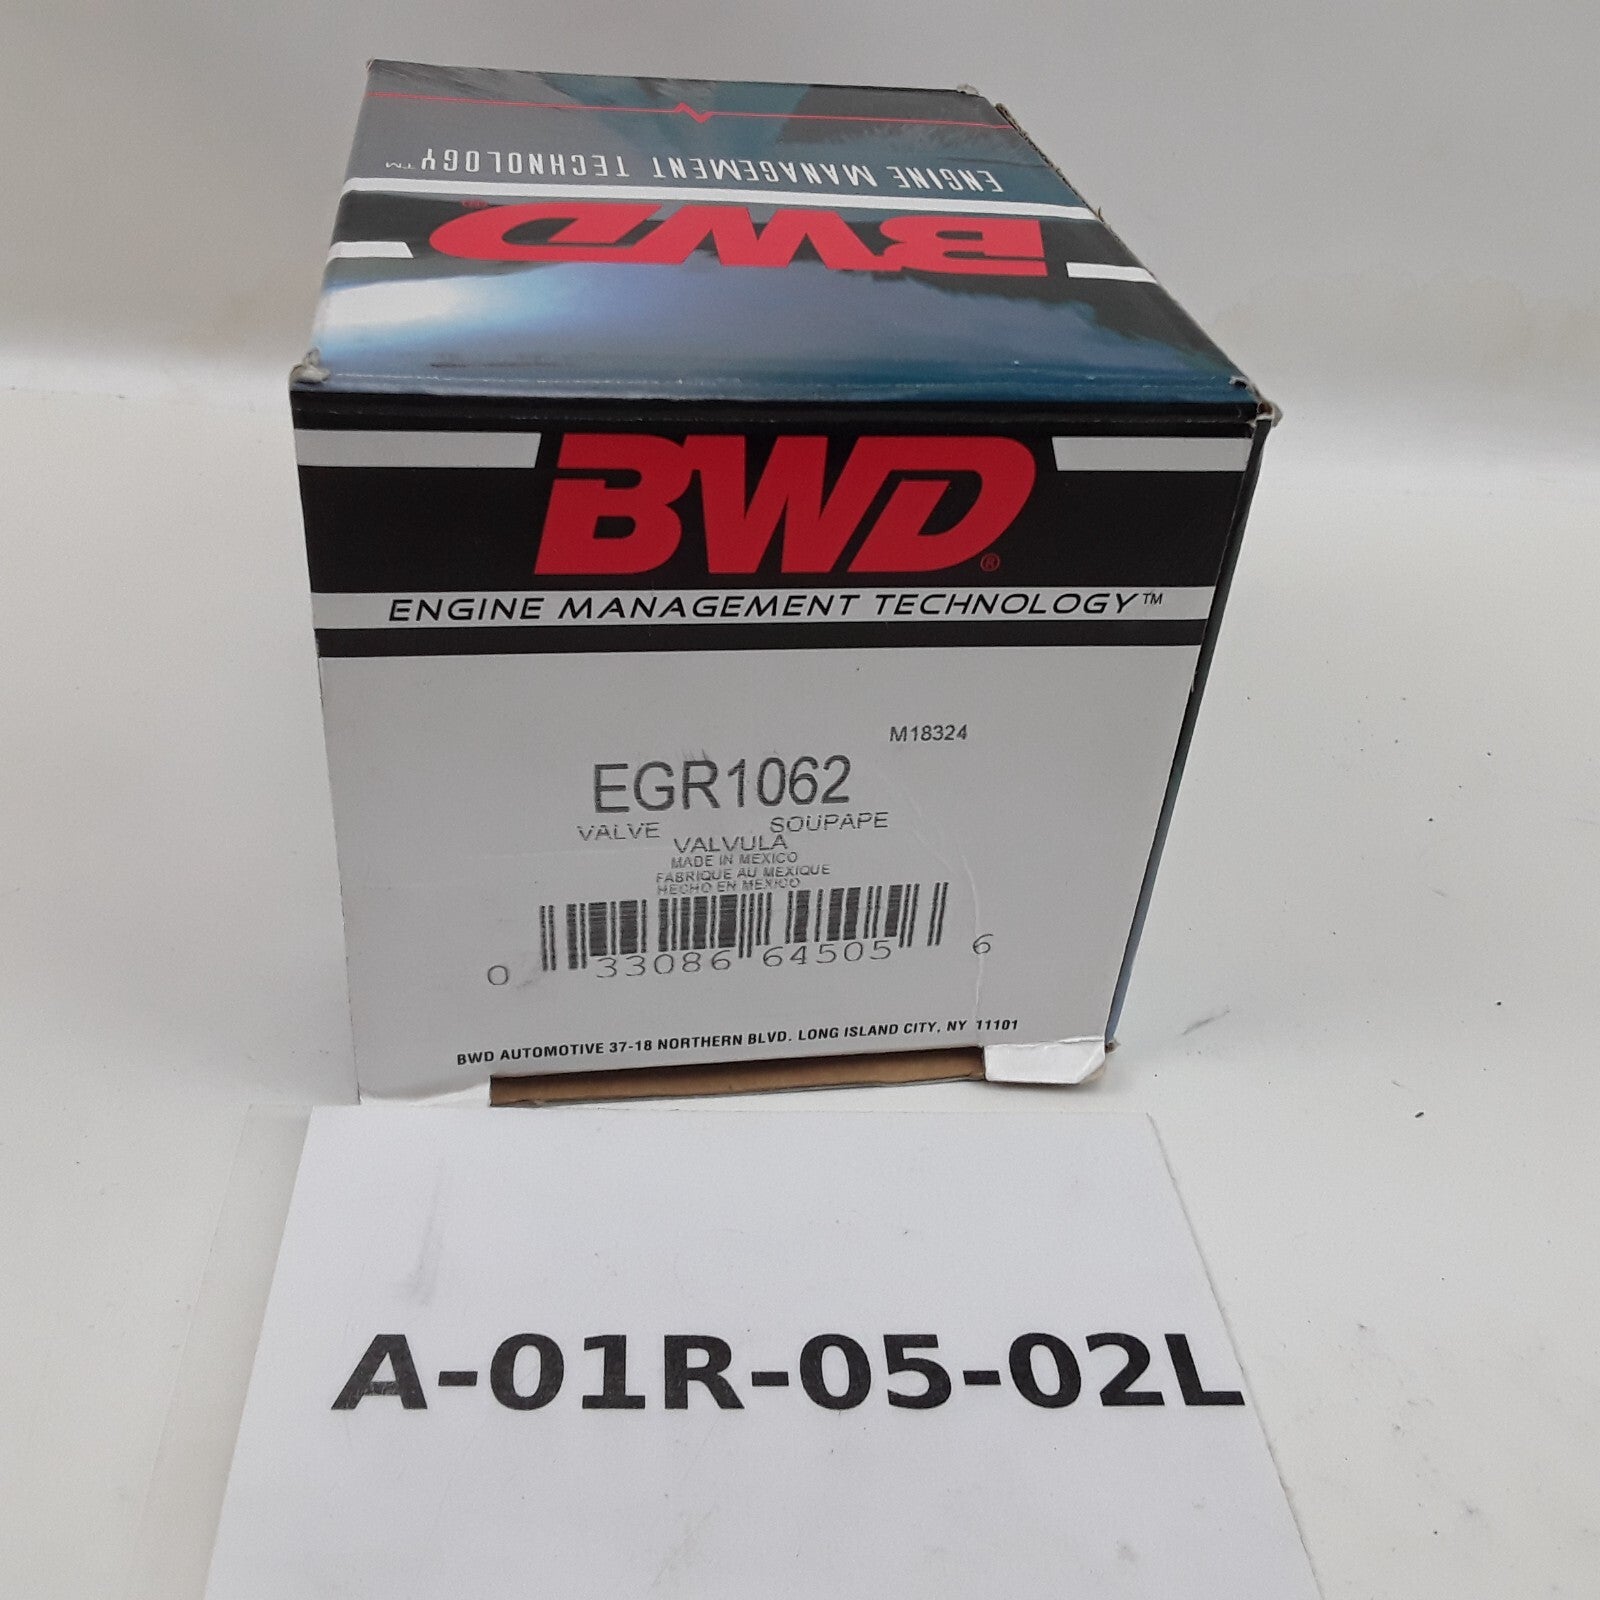 ENGINE MANAGEMENT TECHNOLOGY™
BWD®
BWD®
ENGINE MANAGEMENT TECHNOLOGY™
M18324
EGR1062
VALVE SOUPAPE
VALVULA
MADE IN MEXICO
FABRIQUE AU MEXIQUE
HECHO EN MEXICO
0 33086 64505 6
BWD AUTOMOTIVE 37-18 NORTHERN BLVD. LONG ISLAND CITY, NY 11101
A-01R-05-02L